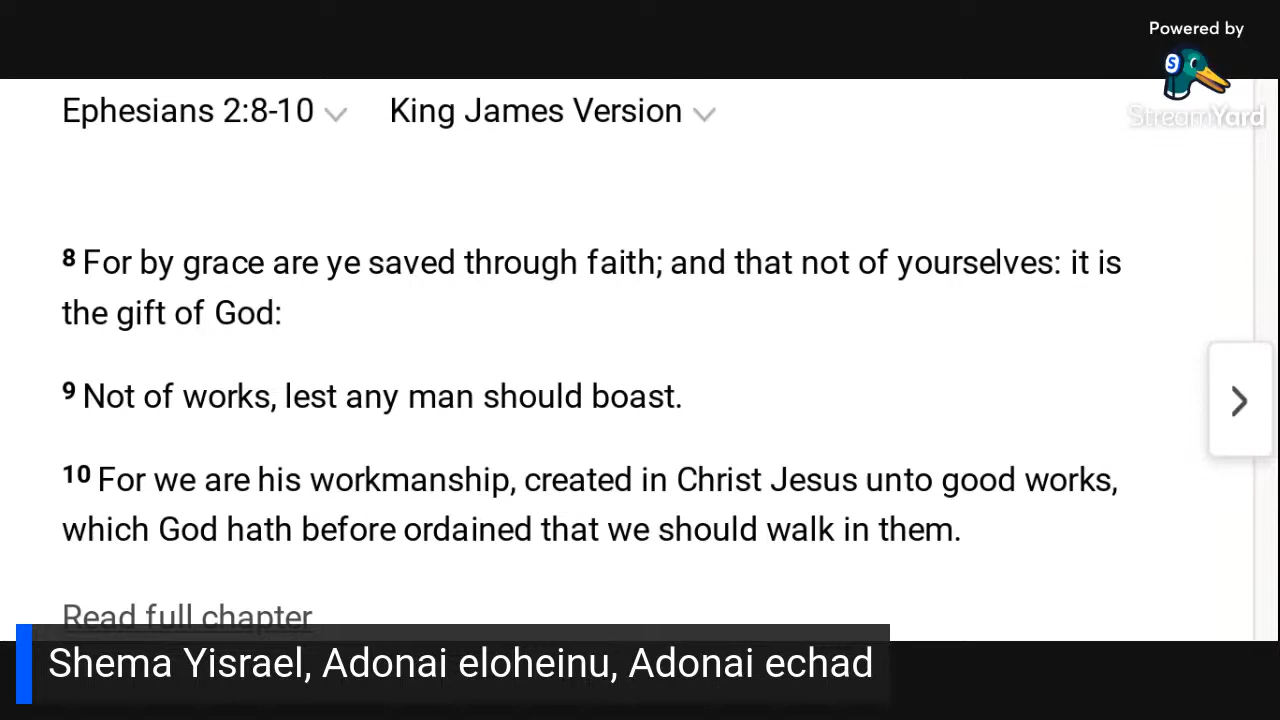 Powered by
StreamYard
Ephesians 2:8-10 King James Version
8 For by grace are ye saved through faith; and that not of yourselves: it is
the gift of God:
9 Not of works, lest any man should boast.
10 For we are his workmanship, created in Christ Jesus unto good works,
which God hath before ordained that we should walk in them.
Read full chapter
Shema Yisrael, Adonai eloheinu, Adonai echad